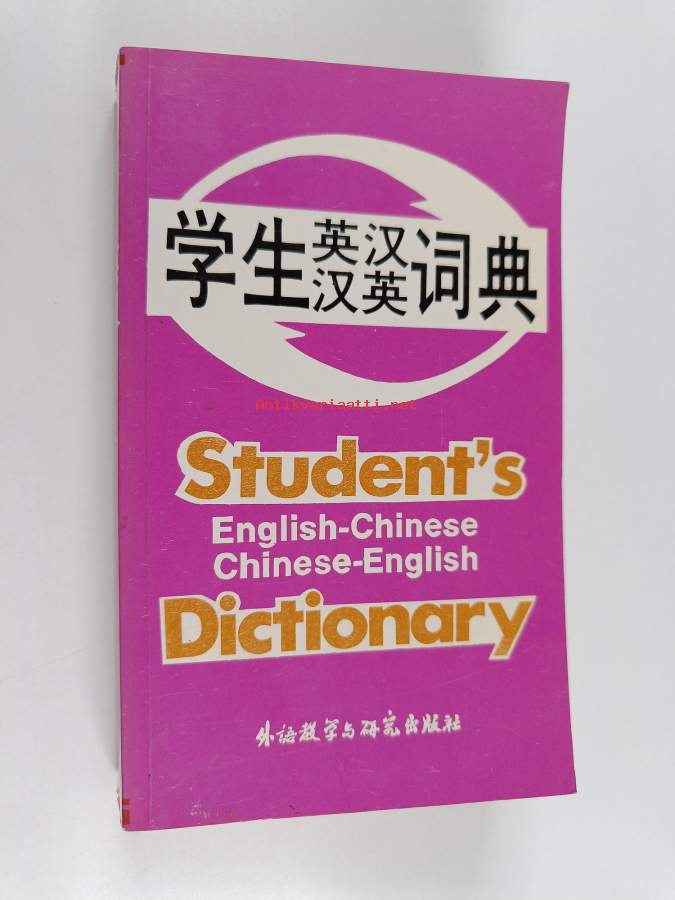 学生英汉汉英词典
Antikvariaatti.net
Student's
English-Chinese
Chinese-English
Dictionary
外語教学与研究出版社